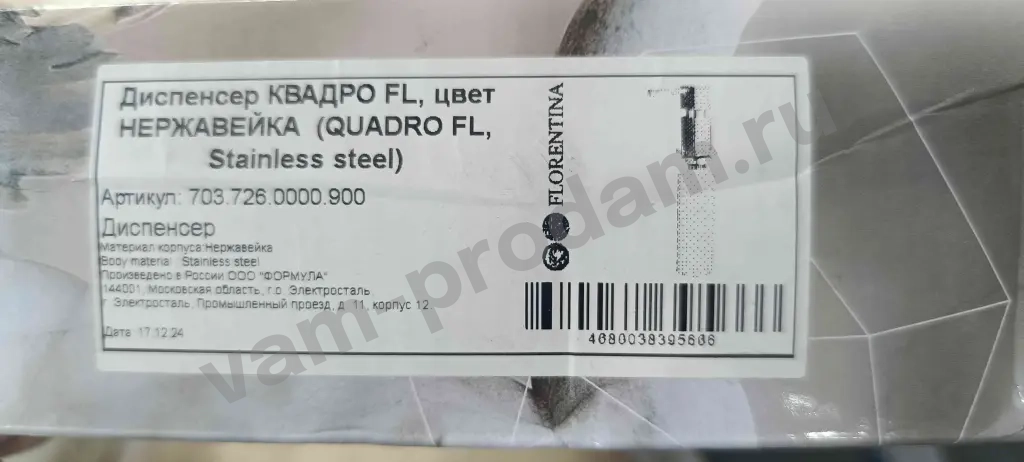 Диспенсер КВАДРО FL, цвет
НЕРЖАВЕЙКА (QUADRO FL,
Stainless steel)
Артикул: 703.726.0000.900
Диспенсер
Материал корпуса:Нержавейка
Body material : Stainless steel
Произведено в России ООО "ФОРМУЛА"
144001, Московская область, г.о. Электросталь,
г. Электросталь, Промышленный проезд, д. 11, корпус 12.
Дата: 17.12.24
FLORENTINA
4680038395666
vam-prodam.ru